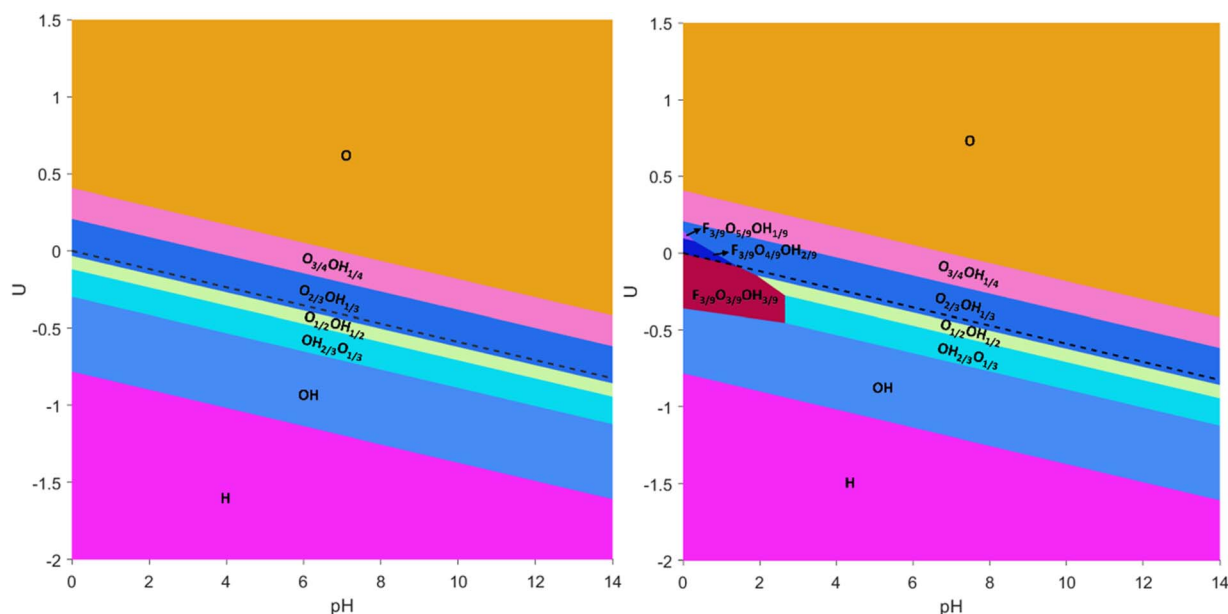 1.5
1
0.5
0
-0.5
-1
-1.5
-2
U
0
2
4
6
8
10
12
14
pH
O
O3/4OH1/4
O2/3OH1/3
O1/2OH1/2
OH2/3O1/3
OH
H
1.5
1
0.5
0
-0.5
-1
-1.5
-2
U
0
2
4
6
8
10
12
14
pH
O
F3/9O5/9OH1/9
F3/9O4/9OH2/9
F3/9O3/9OH3/9
O3/4OH1/4
O2/3OH1/3
O1/2OH1/2
OH2/3O1/3
OH
H